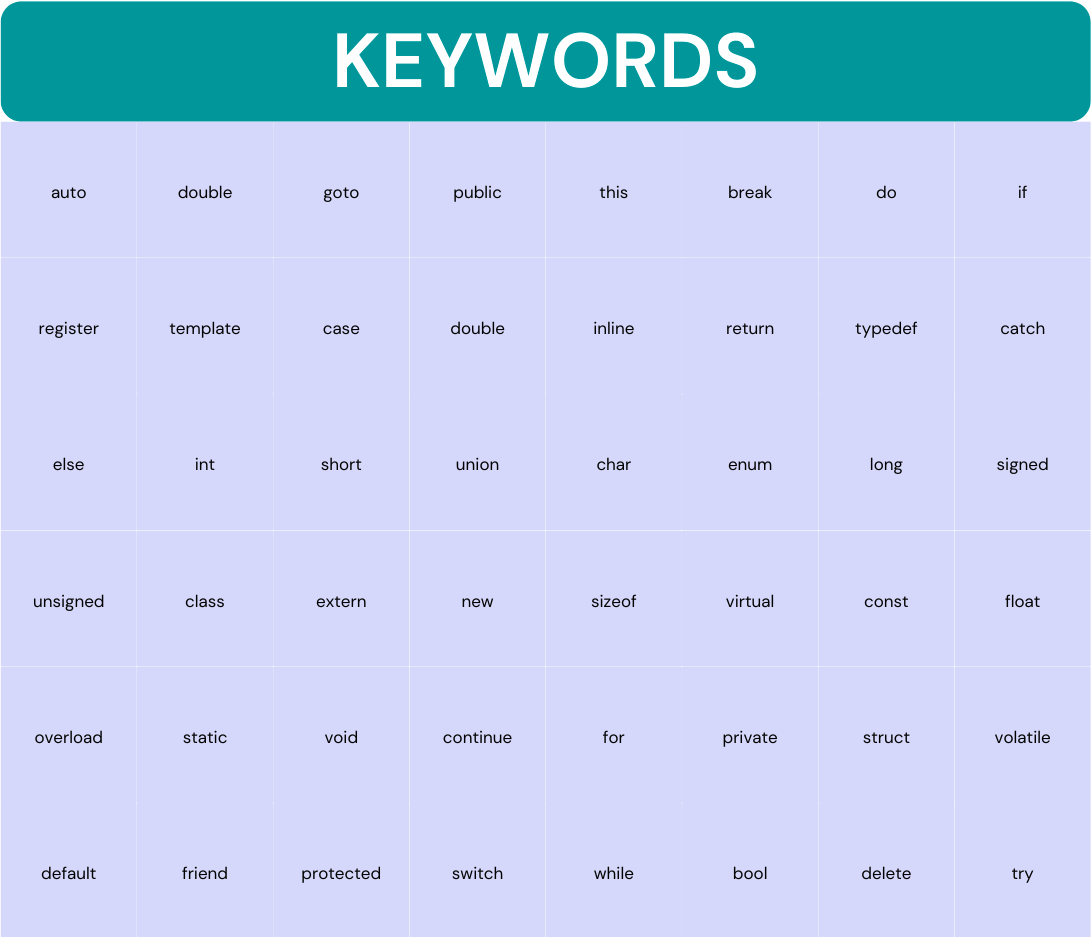 KEYWORDS
auto double goto public this break do if
register template case double inline return typedef catch
else int short union char enum long signed
unsigned class extern new sizeof virtual const float
overload static void continue for private struct volatile
default friend protected switch while bool delete try